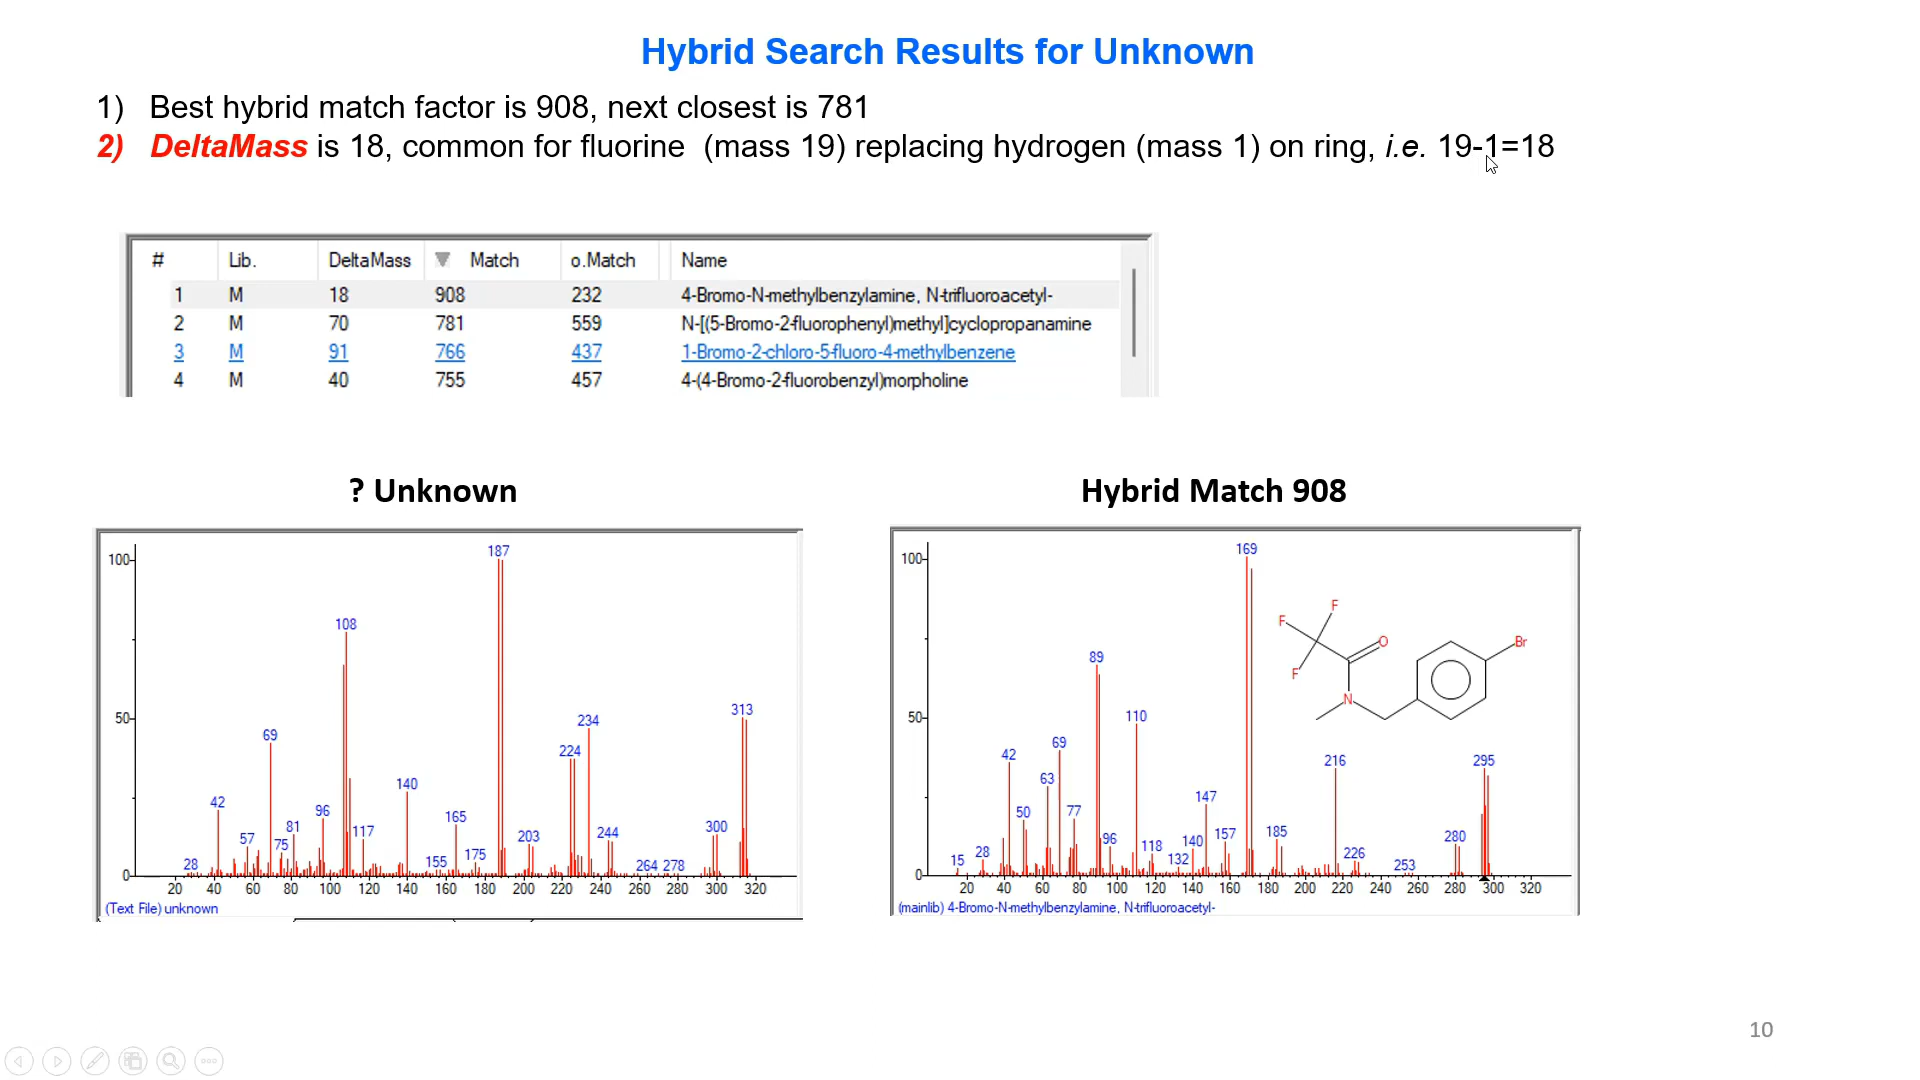 Hybrid Search Results for Unknown
1) Best hybrid match factor is 908, next closest is 781
2) DeltaMass is 18, common for fluorine (mass 19) replacing hydrogen (mass 1) on ring, i.e. 19-1=18
# Lib. DeltaMass Match o.Match Name
1 M 18 908 232 4-Bromo-N-methylbenzylamine, N-trifluoroacetyl-
2 M 70 781 559 N-[(5-Bromo-2-fluorophenyl)methyl]cyclopropanamine
3 M 91 766 437 1-Bromo-2-chloro-5-fluoro-4-methylbenzene
4 M 40 755 457 4-(4-Bromo-2-fluorobenzyl)morpholine
? Unknown
100
50
0
187
108
313
69
234
224
140
42
96
165
81
300
117
57
75
203
244
155
175
28
264
278
20 40 60 80 100 120 140 160 180 200 220 240 260 280 300 320
(Text File) unknown
Hybrid Match 908
100
50
0
169
89
110
69
42
63
216
295
147
50
77
185
157
280
96
140
118
226
28
15
132
253
F
F
F
O
N
Br
20 40 60 80 100 120 140 160 180 200 220 240 260 280 300 320
(mainlib) 4-Bromo-N-methylbenzylamine, N-trifluoroacetyl-
10